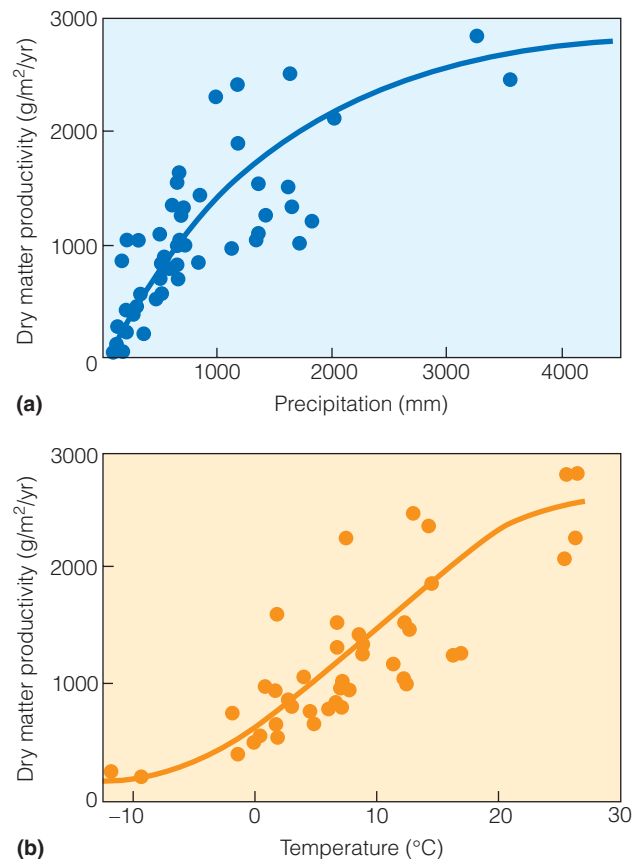 3000
2000
1000
0
Dry matter productivity (g/m²/yr)
1000 2000 3000 4000
(a) Precipitation (mm)
3000
2000
1000
0
Dry matter productivity (g/m²/yr)
−10 0 10 20 30
(b) Temperature (°C)